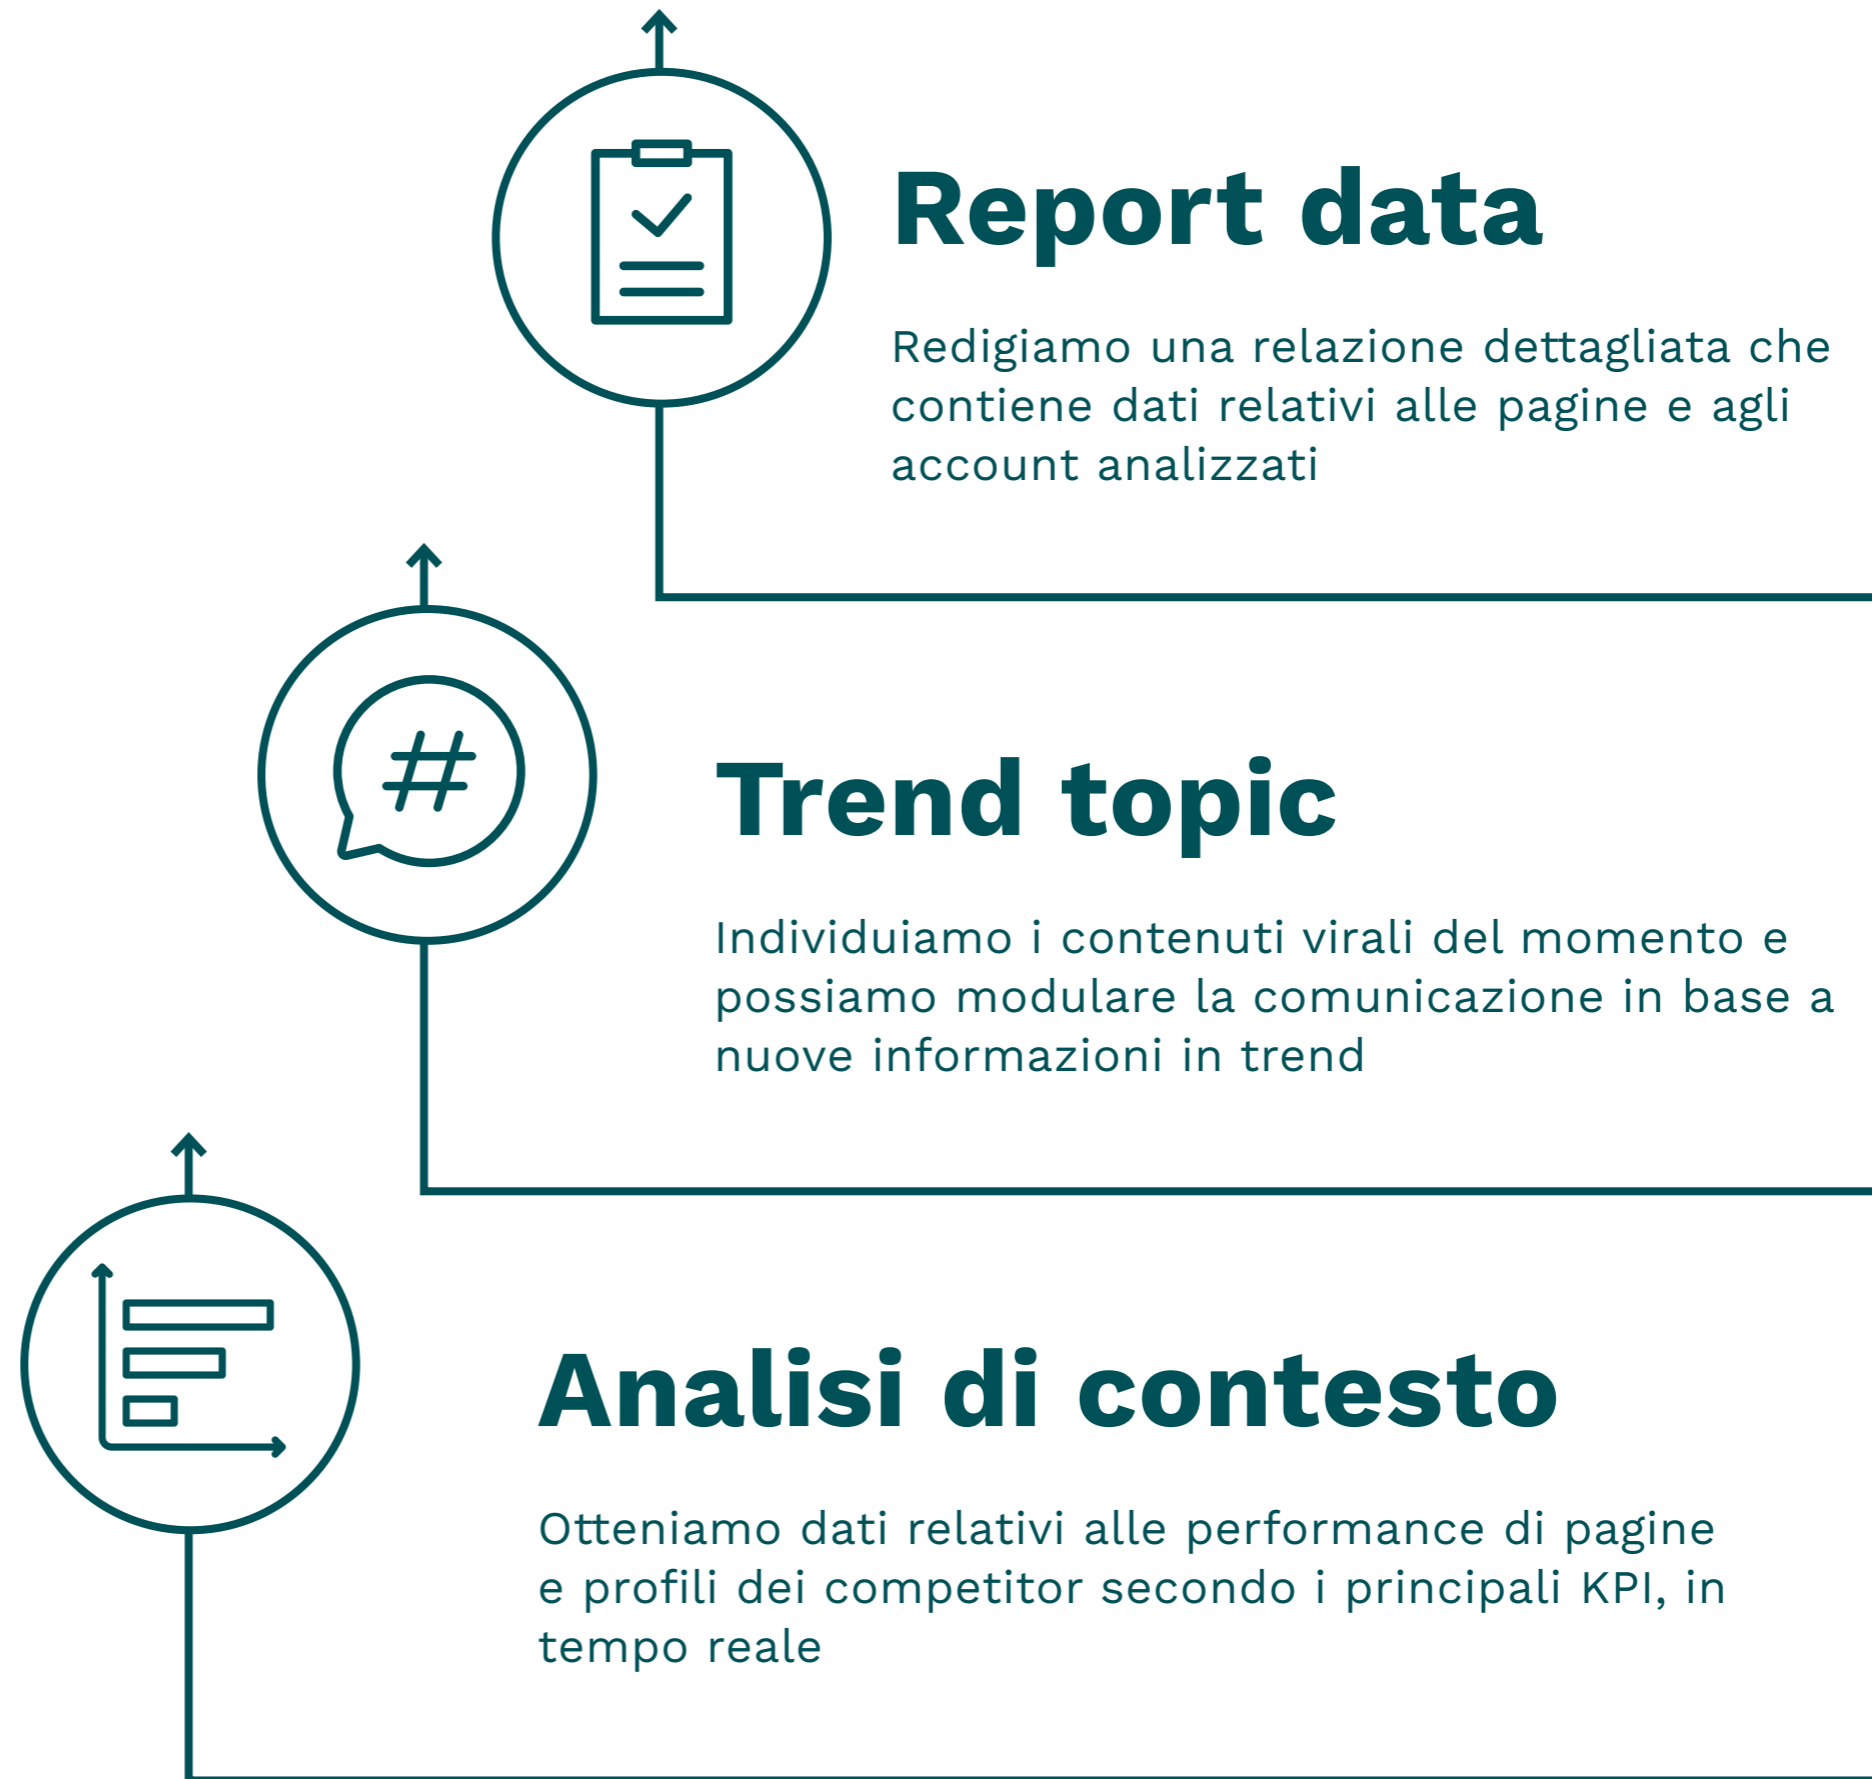 Report data
Redigiamo una relazione dettagliata che
contiene dati relativi alle pagine e agli
account analizzati
#
Trend topic
Individuiamo i contenuti virali del momento e
possiamo modulare la comunicazione in base a
nuove informazioni in trend
Analisi di contesto
Otteniamo dati relativi alle performance di pagine
e profili dei competitor secondo i principali KPI, in
tempo reale